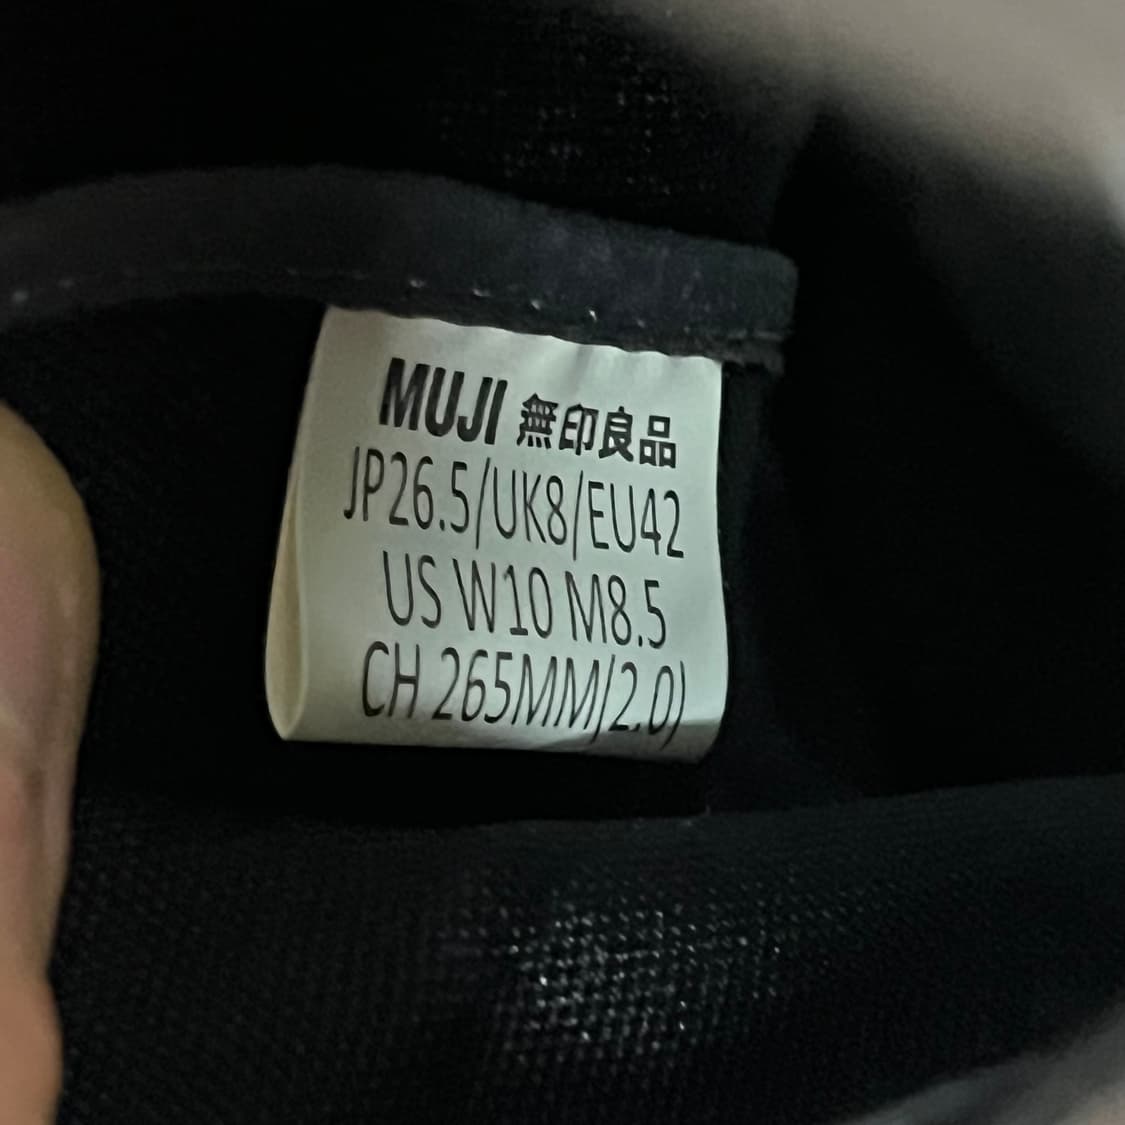 MUJI 無印良品
JP26.5/UK8/EU42
US W10 M8.5
CH 265MM(2.0)